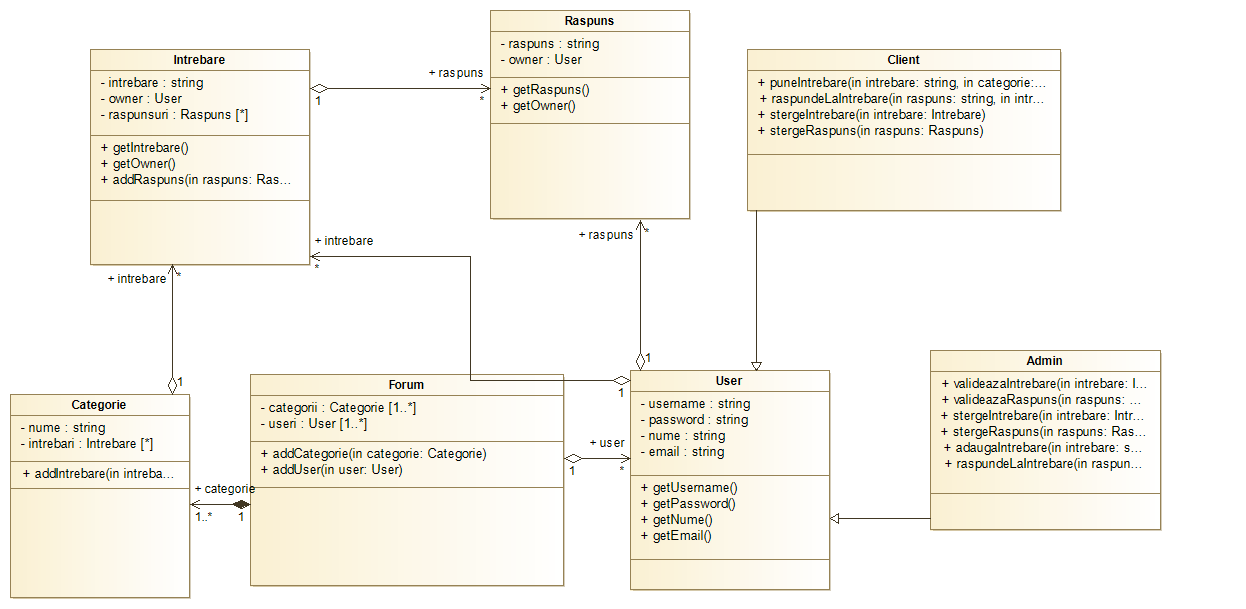 Intrebare
- intrebare : string
- owner : User
- raspunsuri : Raspuns [*]
+ getIntrebare()
+ getOwner()
+ addRaspuns(in raspuns: Ras...
1
+ raspuns
*
Raspuns
- raspuns : string
- owner : User
+ getRaspuns()
+ getOwner()
Client
+ puneIntrebare(in intrebare: string, in categorie:...
+ raspundeLaIntrebare(in raspuns: string, in intr...
+ stergeIntrebare(in intrebare: Intrebare)
+ stergeRaspuns(in raspuns: Raspuns)
+ intrebare
*
+ raspuns
*
+ intrebare
*
1
1
1
Categorie
- nume : string
- intrebari : Intrebare [*]
+ addIntrebare(in intreba...
+ categorie
1..*
1
Forum
- categorii : Categorie [1..*]
- useri : User [1..*]
+ addCategorie(in categorie: Categorie)
+ addUser(in user: User)
+ user
1
*
User
- username : string
- password : string
- nume : string
- email : string
+ getUsername()
+ getPassword()
+ getNume()
+ getEmail()
Admin
+ valideazaIntrebare(in intrebare: I...
+ valideazaRaspuns(in raspuns: ...
+ stergeIntrebare(in intrebare: Intr...
+ stergeRaspuns(in raspuns: Ras...
+ adaugaIntrebare(in intrebare: s...
+ raspundeLaIntrebare(in raspun...